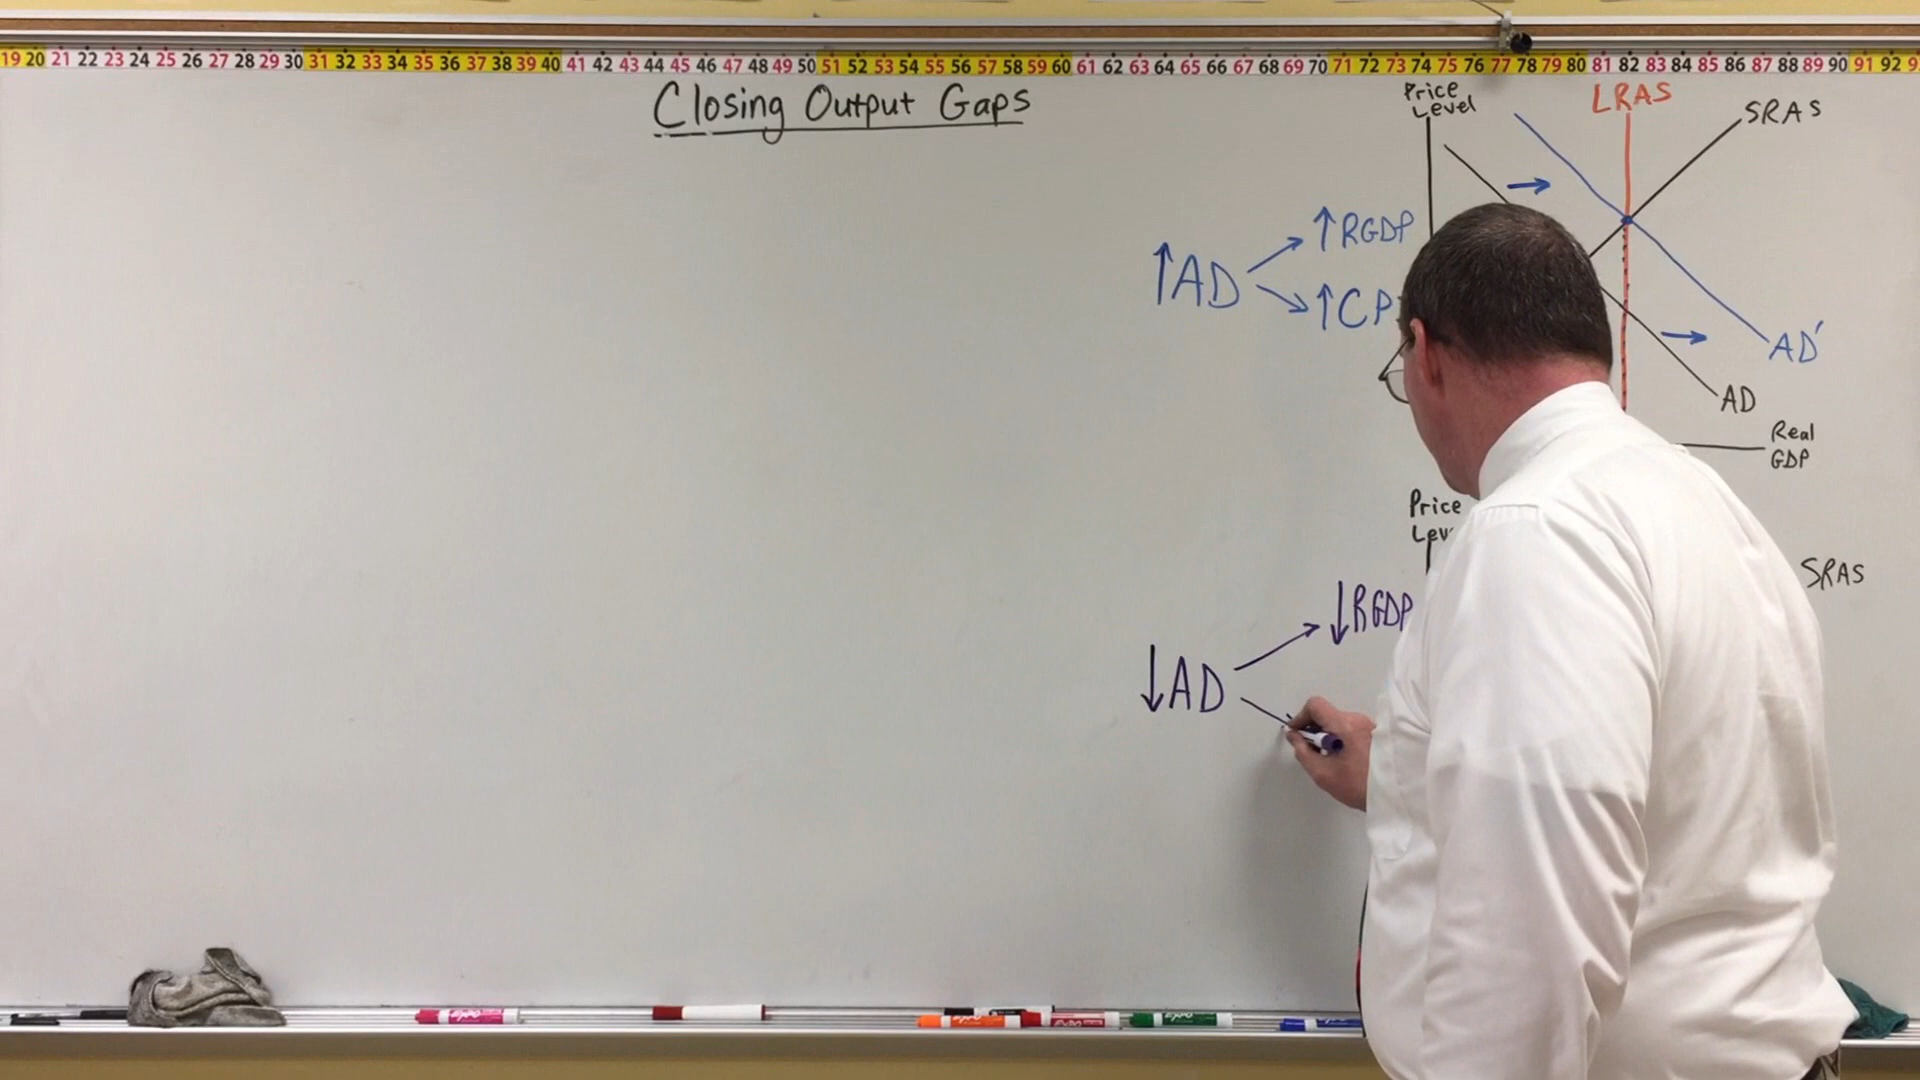 19 20 21 22 23 24 25 26 27 28 29 30 31 32 33 34 35 36 37 38 39 40 41 42 43 44 45 46 47 48 49 50 51 52 53 54 55 56 57 58 59 60 61 62 63 64 65 66 67 68 69 70 71 72 73 74 75 76 77 78 79 80 81 82 83 84 85 86 87 88 89 90 91 92 9
Closing Output Gaps
Price
Level
LRAS
SRAS
↑RGDP
↑AD
↑CP
AD'
AD
Real
GDP
Price
Lev
SRAS
↓RGDP
↓AD